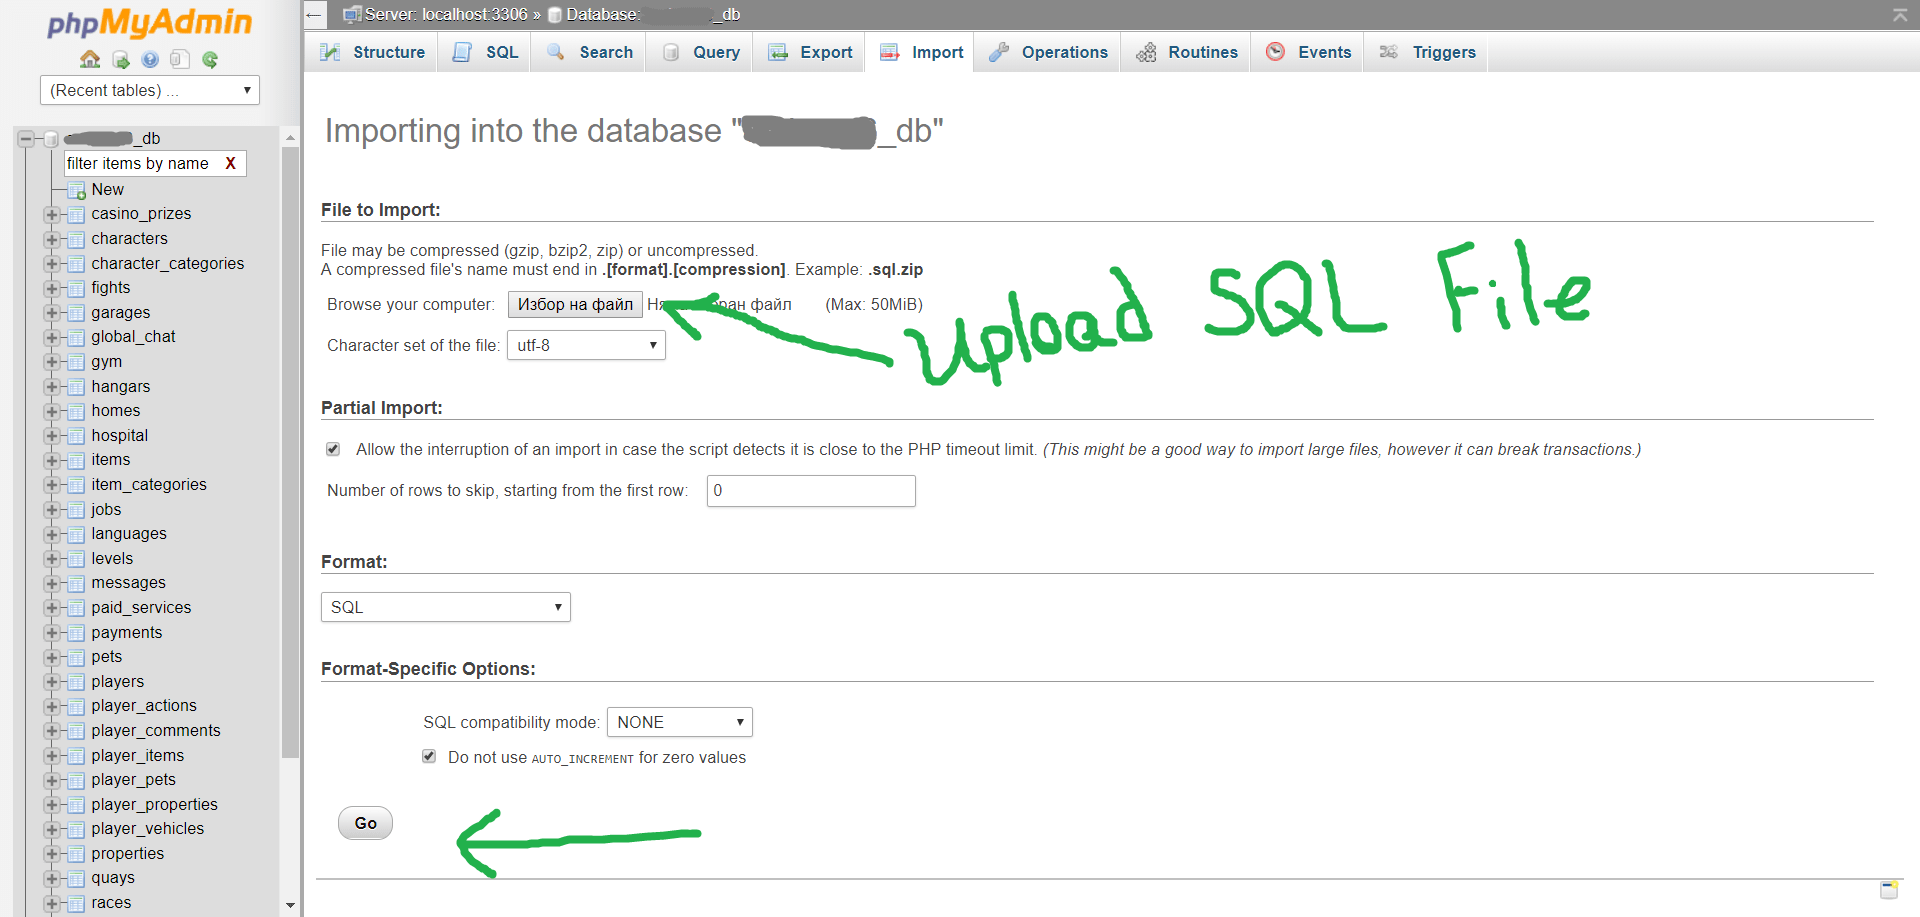 phpMyAdmin
(Recent tables) ...
_db
filter items by name X
New
casino_prizes
characters
character_categories
fights
garages
global_chat
gym
hangars
homes
hospital
items
item_categories
jobs
languages
levels
messages
paid_services
payments
pets
players
player_actions
player_comments
player_items
player_pets
player_properties
player_vehicles
properties
quays
races
Server: localhost:3306 » Database: _db
Structure SQL Search Query Export Import Operations Routines Events Triggers
Importing into the database "_db"
File to Import:
File may be compressed (gzip, bzip2, zip) or uncompressed.
A compressed file's name must end in .[format].[compression]. Example: .sql.zip
Browse your computer: Избор на файл файл (Max: 50MiB)
Upload SQL File
Character set of the file: utf-8
Partial Import:
Allow the interruption of an import in case the script detects it is close to the PHP timeout limit. (This might be a good way to import large files, however it can break transactions.)
Number of rows to skip, starting from the first row: 0
Format:
SQL
Format-Specific Options:
SQL compatibility mode: NONE
Do not use AUTO_INCREMENT for zero values
Go